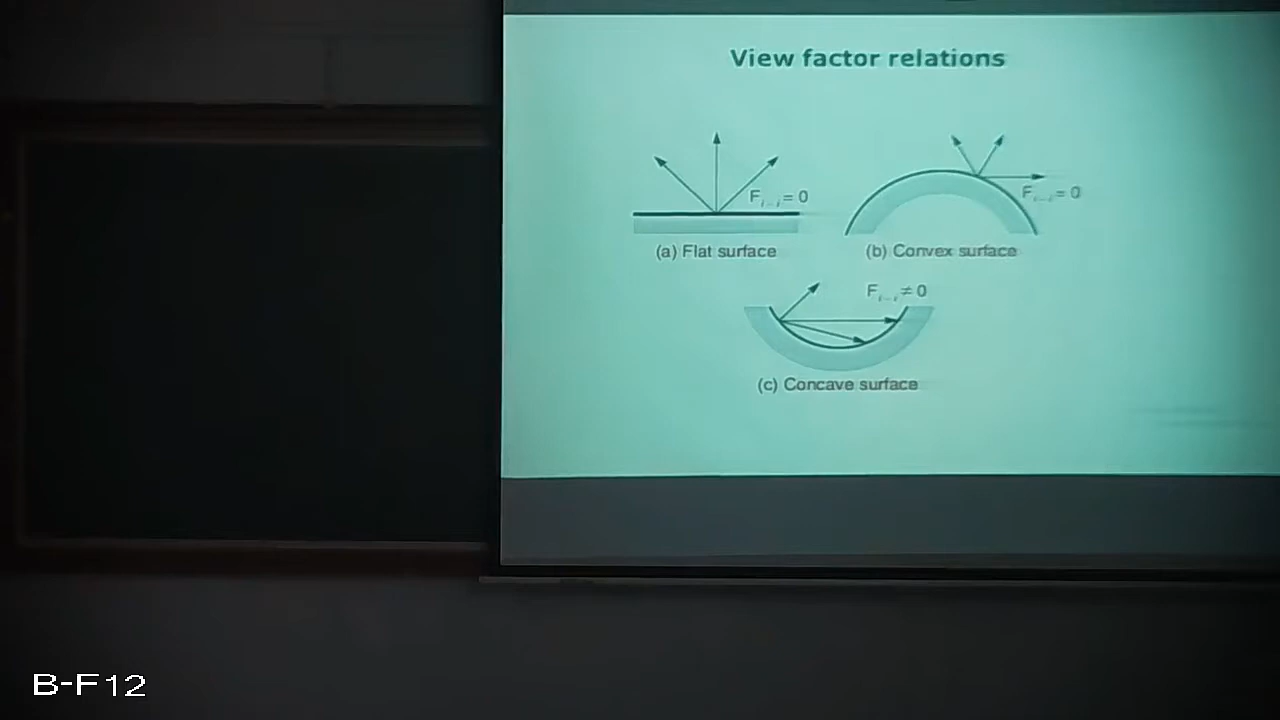 View factor relations
F i–i = 0
F i–i = 0
(a) Flat surface
(b) Convex surface
F i–i ≠ 0
(c) Concave surface
B-F12